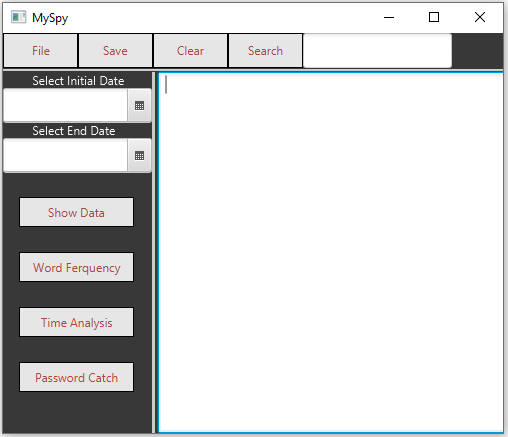 MySpy
File Save Clear Search
Select Initial Date
Select End Date
Show Data
Word Ferquency
Time Analysis
Password Catch